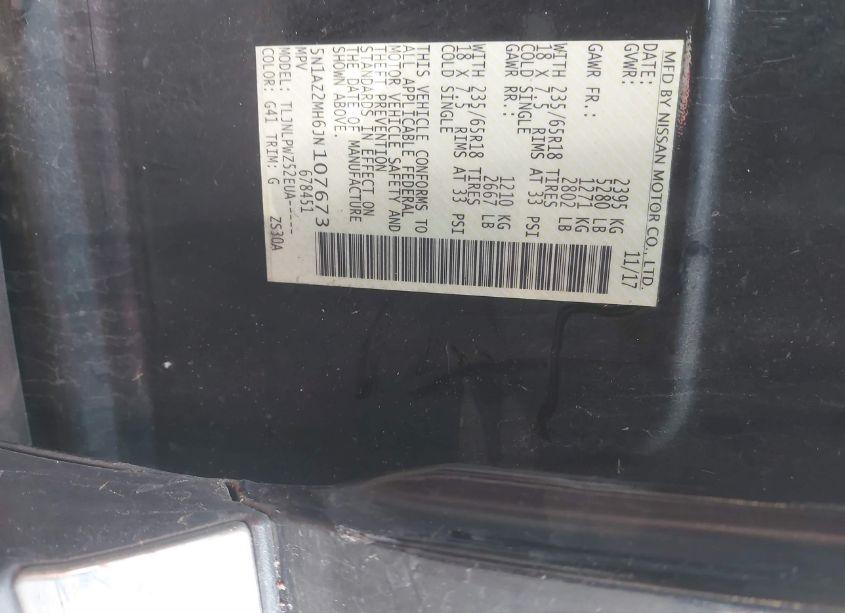 MFD BY NISSAN MOTOR CO., LTD.
DATE: 11/17
GVWR: 2395 KG
5280 LB
GAWR FR: 1271 KG
2802 LB
WITH 235/65R18 TIRES
18 X 7.5 RIMS AT 33 PSI
COLD SINGLE
GAWR RR: 1210 KG
2667 LB
WITH 235/65R18 TIRES
18 X 7.5 RIMS AT 33 PSI
COLD SINGLE
THIS VEHICLE CONFORMS TO
ALL APPLICABLE FEDERAL
MOTOR VEHICLE SAFETY AND
THEFT PREVENTION
STANDARDS IN EFFECT ON
THE DATE OF MANUFACTURE
SHOWN ABOVE.
5N1AZ2MH6JN107673
MPV 678451
MODEL: TLJNLPWZ52EUA-----
COLOR: G41 TRIM: G ZS30A